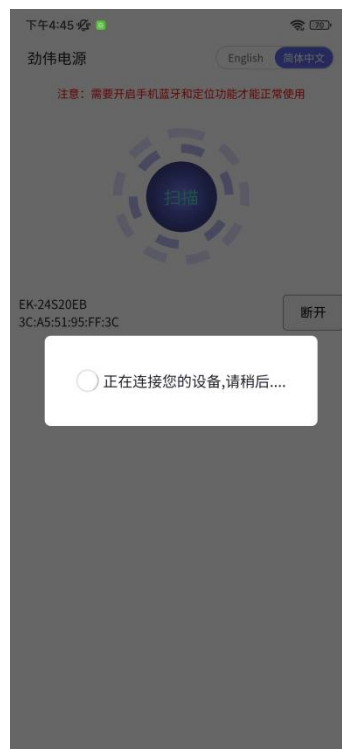 下午4:45
70
劲伟电源
English 简体中文
注意：需要开启手机蓝牙和定位功能才能正常使用
扫描
EK-24S20EB
3C:A5:51:95:FF:3C
断开
正在连接您的设备,请稍后....